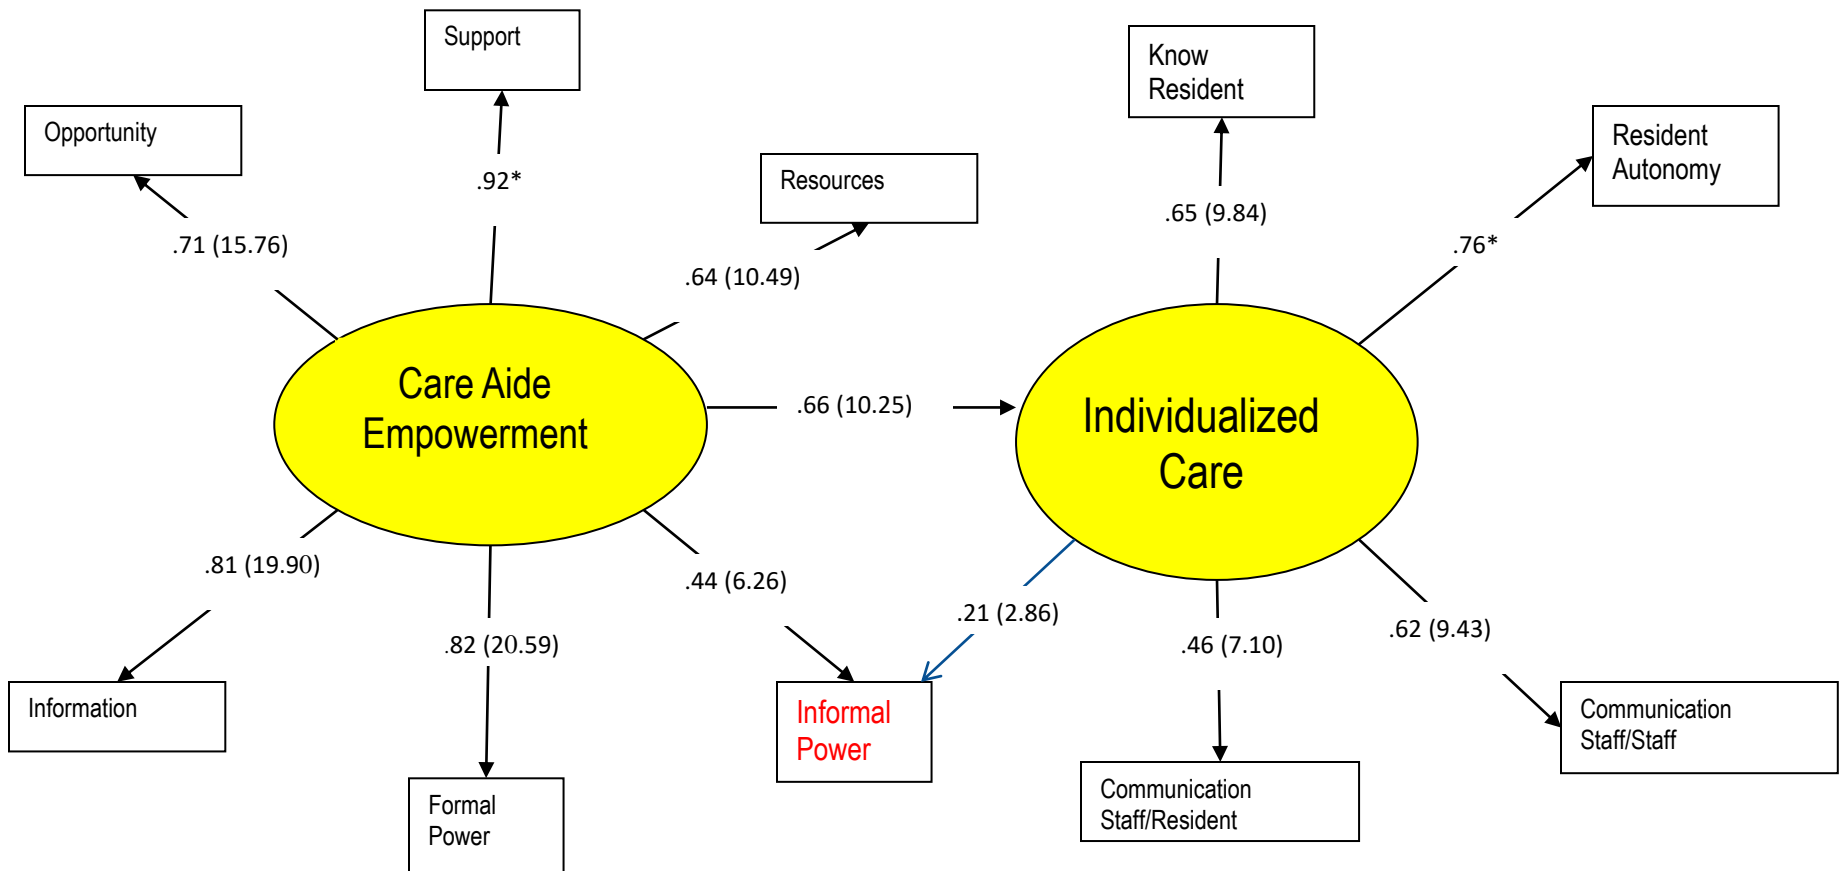 Support
Know
Resident
Opportunity
Resident
Autonomy
.92*
Resources
.65 (9.84)
.71 (15.76)
.76*
.64 (10.49)
Care Aide
Empowerment
.66 (10.25)
Individualized
Care
.81 (19.90)
.44 (6.26)
.21 (2.86)
.82 (20.59)
.46 (7.10)
.62 (9.43)
Information
Informal
Power
Communication
Staff/Staff
Formal
Power
Communication
Staff/Resident